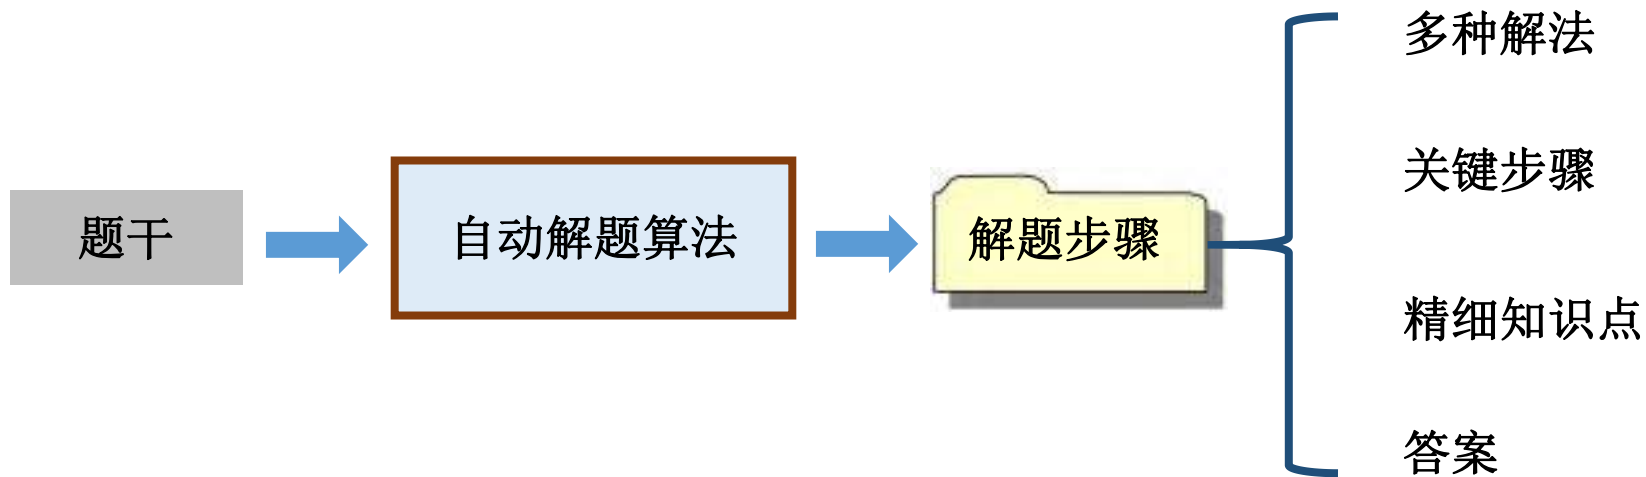 题干
自动解题算法
解题步骤
多种解法
关键步骤
精细知识点
答案